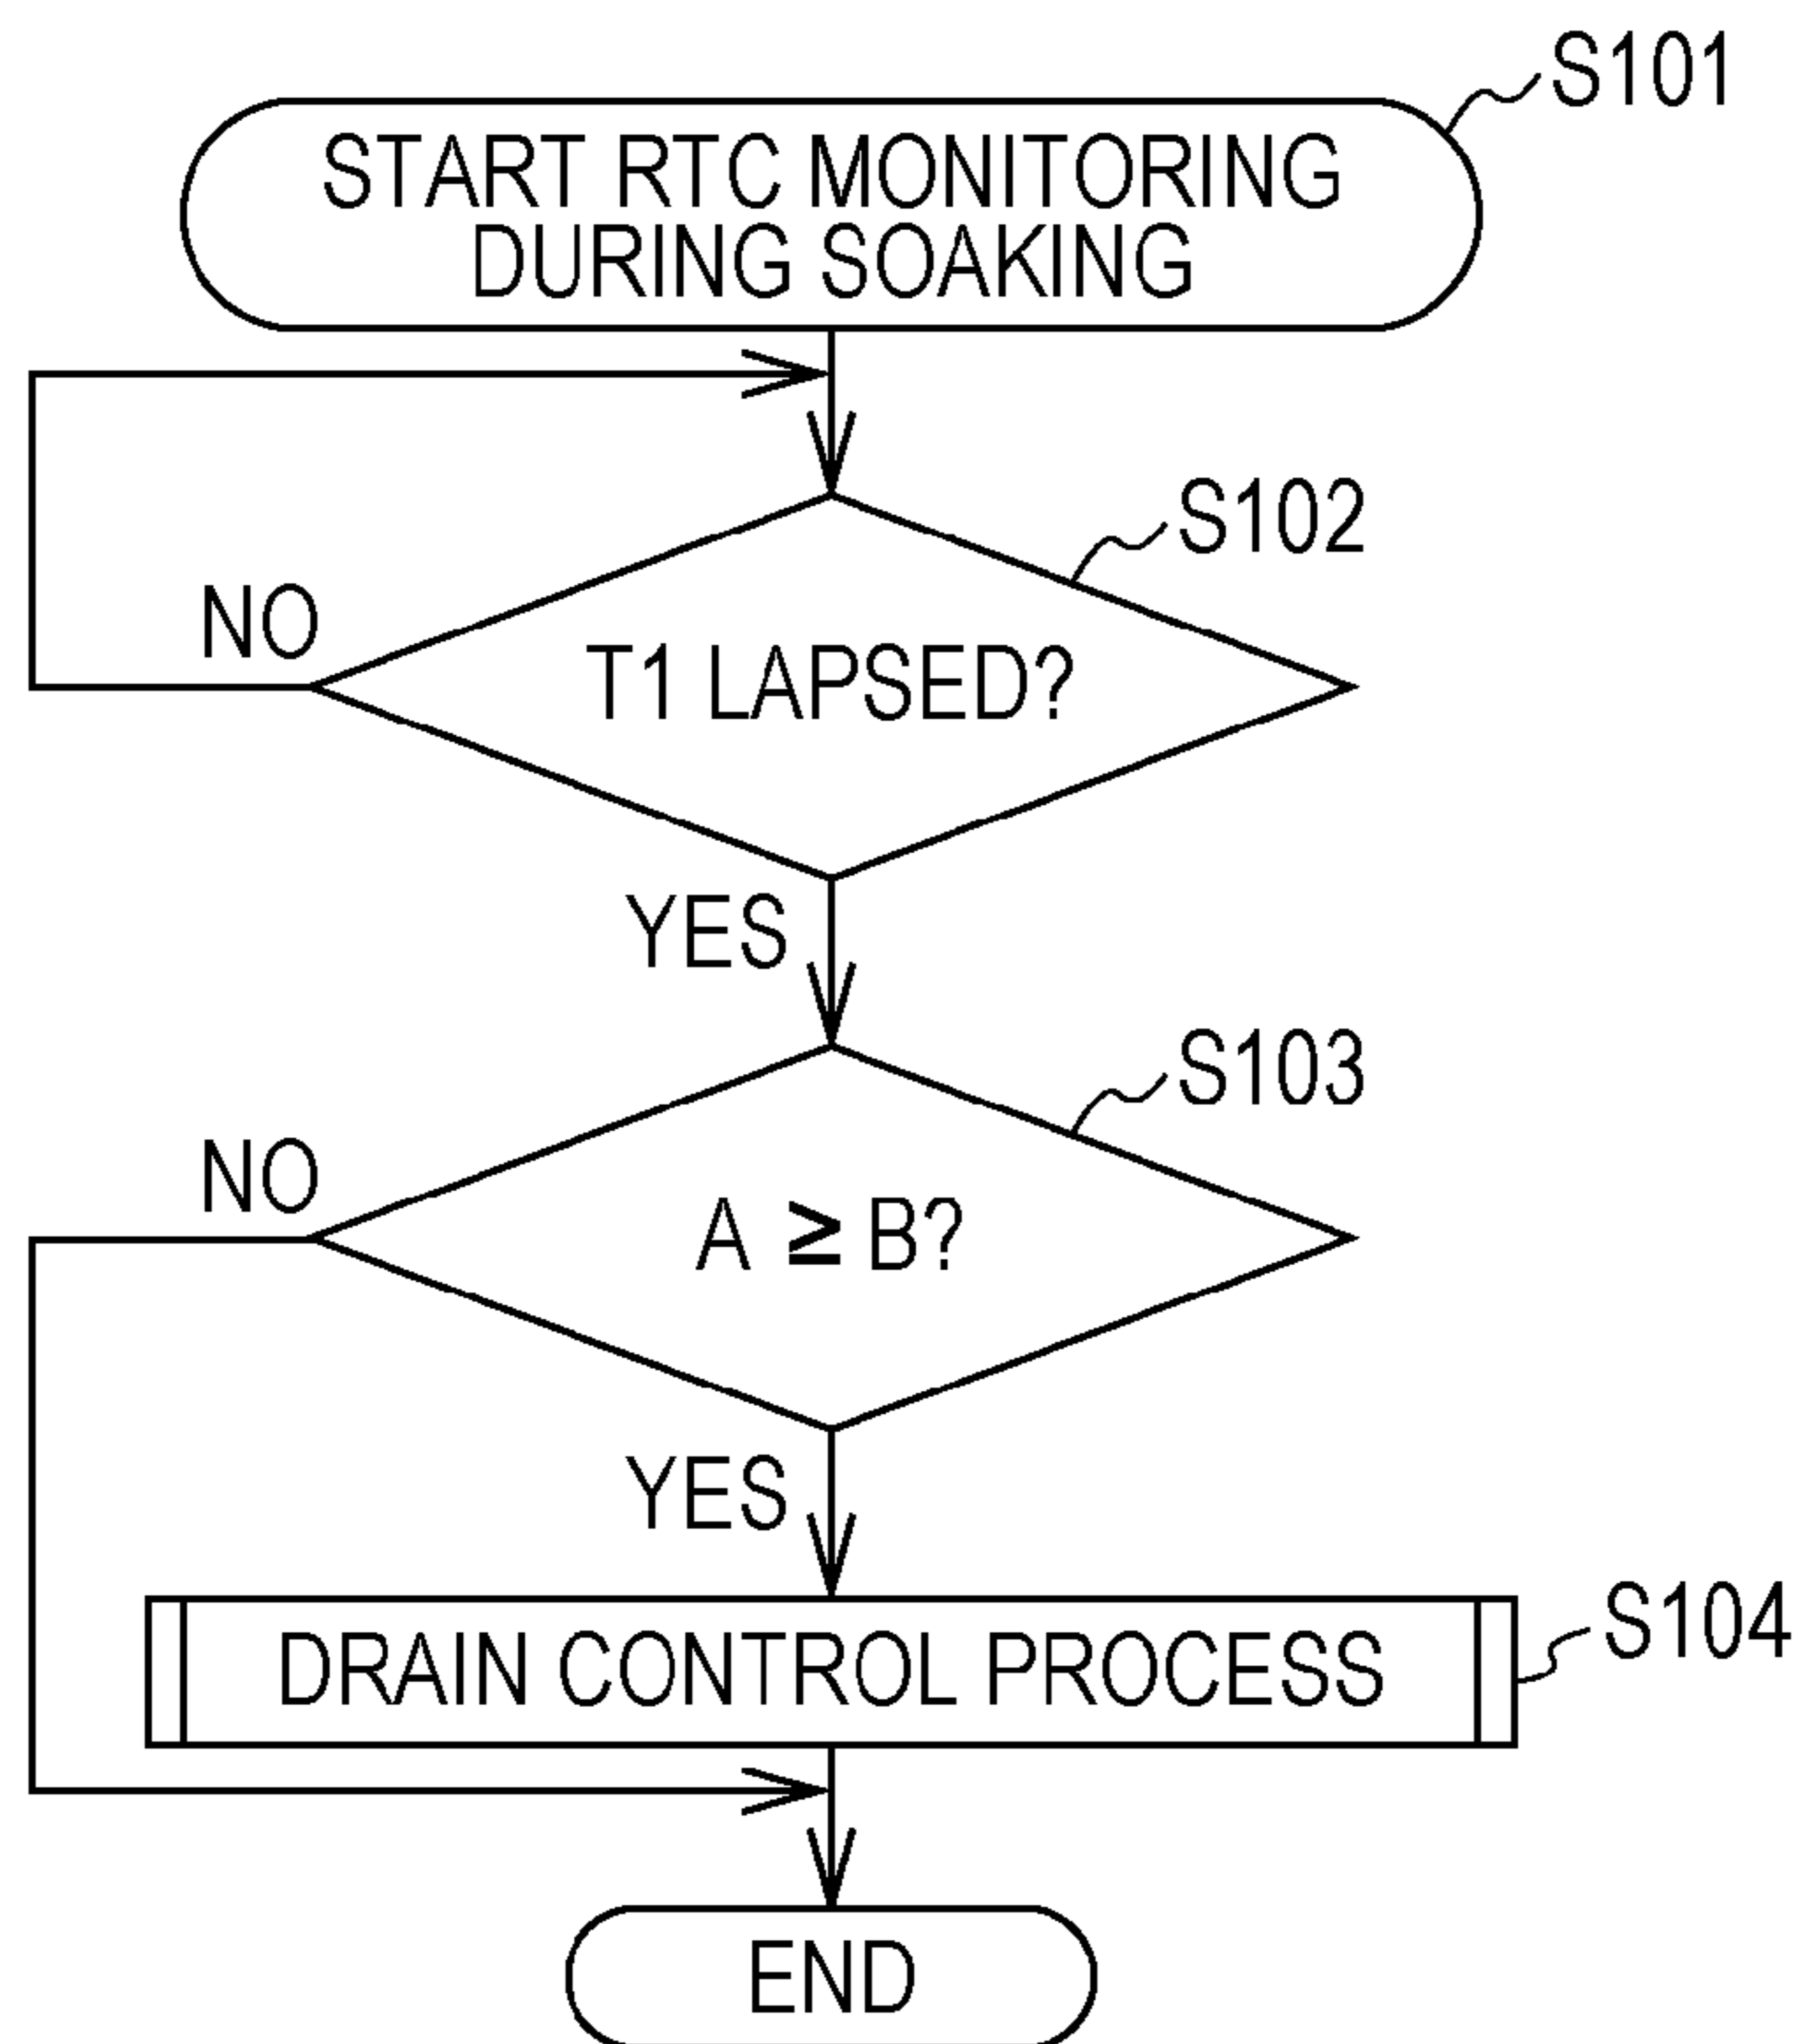 S101
START RTC MONITORING
DURING SOAKING
S102
NO
T1 LAPSED?
YES
S103
NO
A ≥ B?
YES
S104
DRAIN CONTROL PROCESS
END